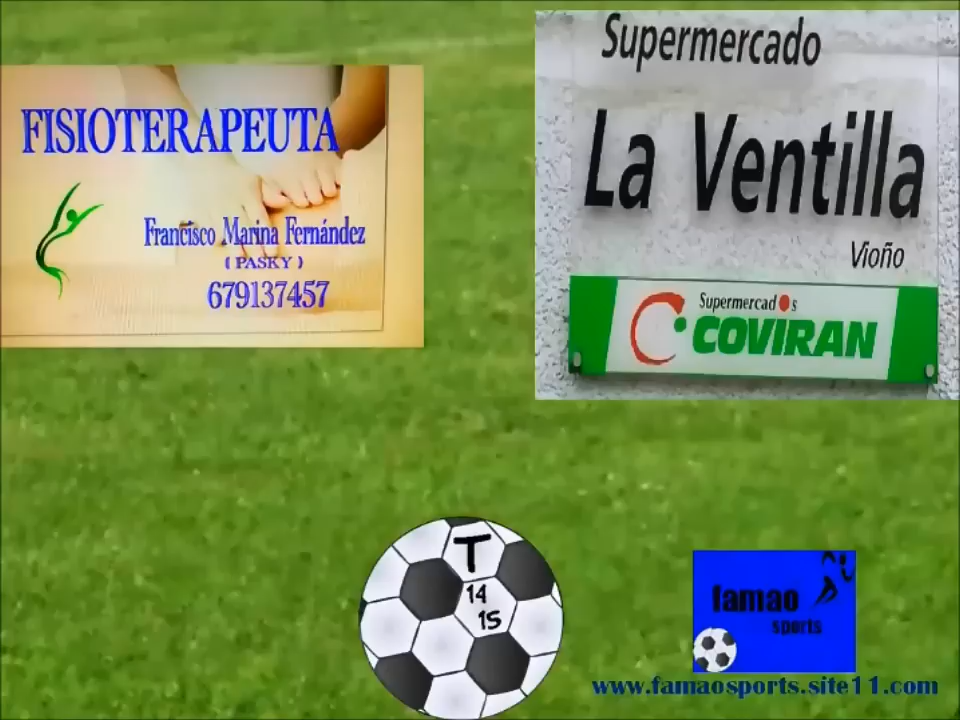 FISIOTERAPEUTA
Francisco Marina Fernández
( PASKY )
679137457
Supermercado
La Ventilla
Vioño
Supermercados
COVIRAN
T
14
15
famao
sports
www.famaosports.site11.com